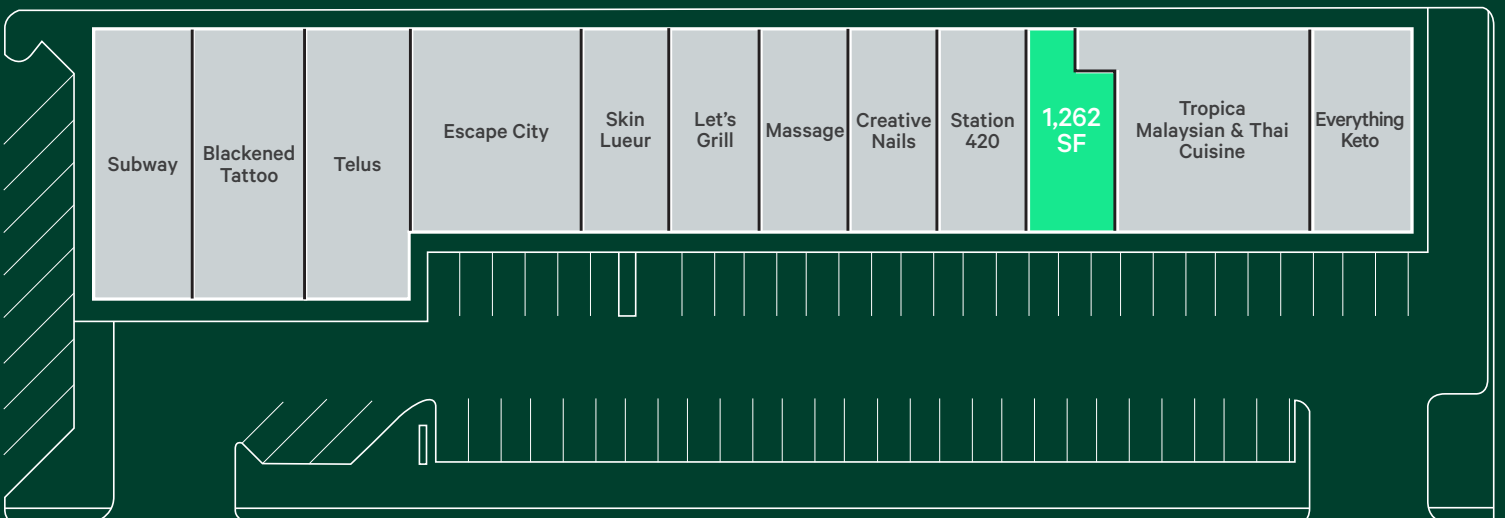 Subway
Blackened
Tattoo
Telus
Escape City
Skin
Lueur
Let's
Grill
Massage
Creative
Nails
Station
420
1,262
SF
Tropica
Malaysian & Thai
Cuisine
Everything
Keto